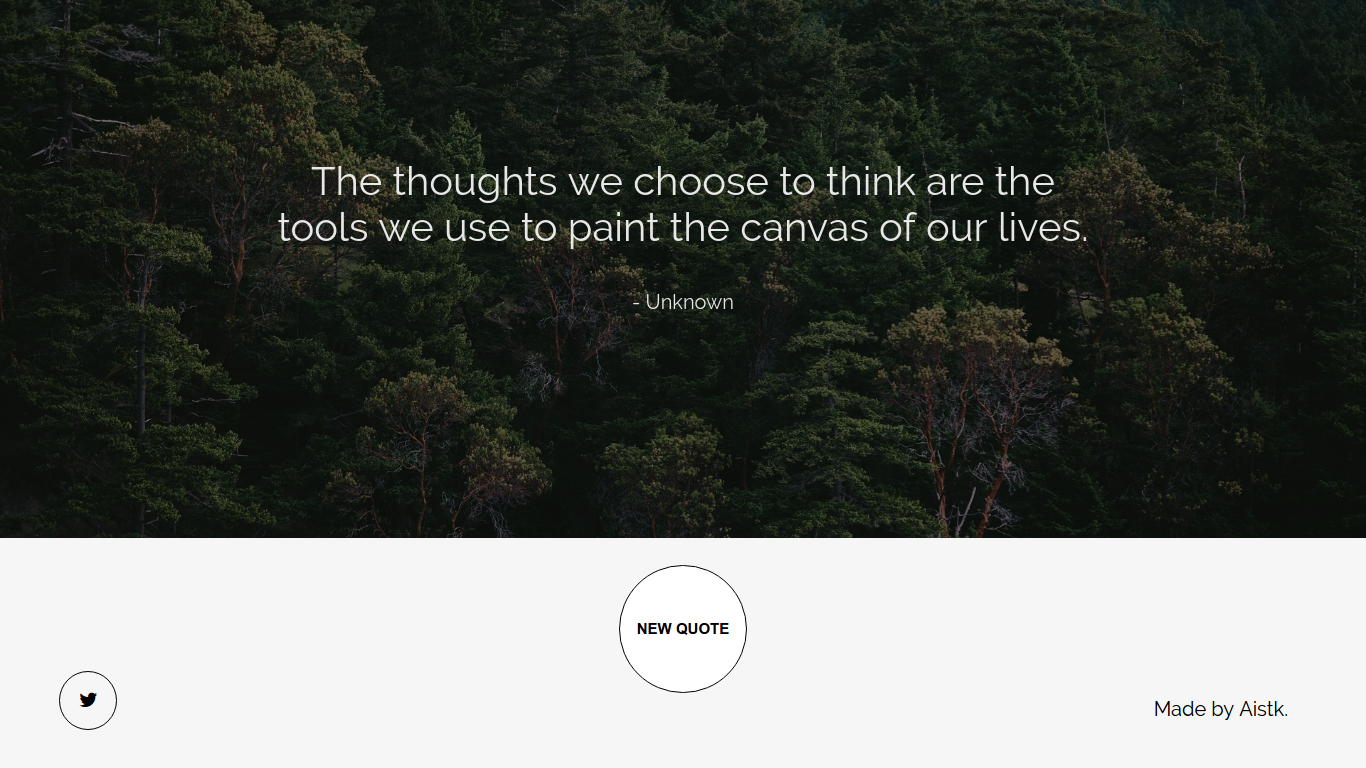 The thoughts we choose to think are the
tools we use to paint the canvas of our lives.
- Unknown
NEW QUOTE
Made by Aistk.